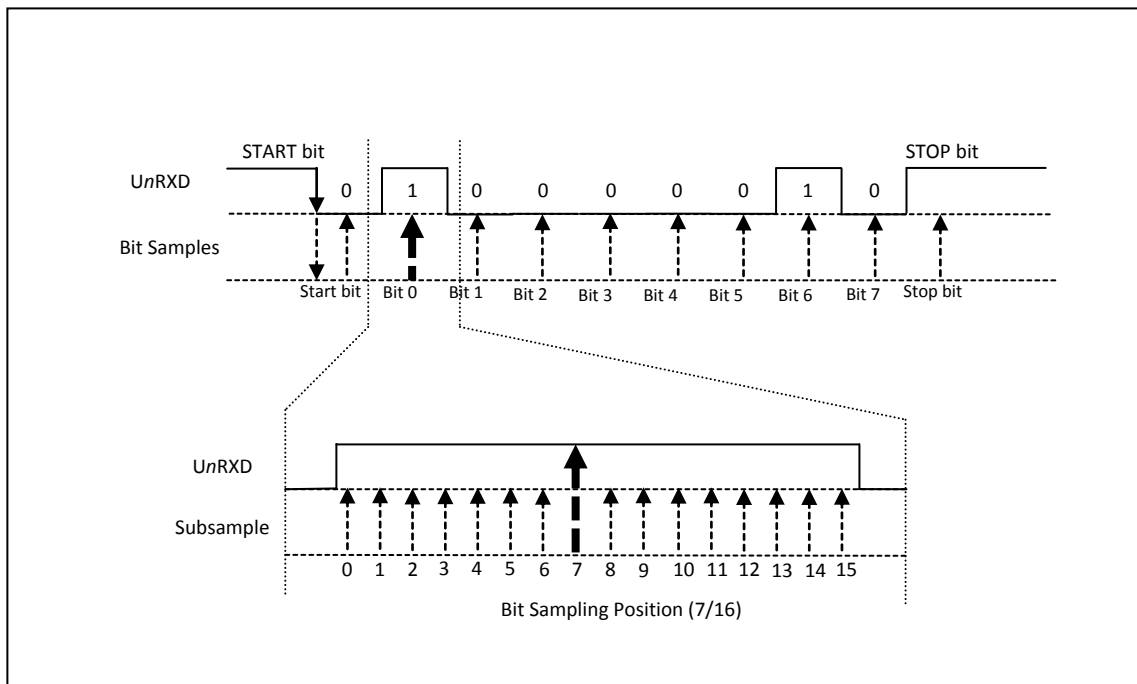 START bit STOP bit
UnRXD 0 1 0 0 0 0 0 1 0
Bit Samples
Start bit Bit 0 Bit 1 Bit 2 Bit 3 Bit 4 Bit 5 Bit 6 Bit 7 Stop bit
UnRXD
Subsample
0 1 2 3 4 5 6 7 8 9 10 11 12 13 14 15
Bit Sampling Position (7/16)